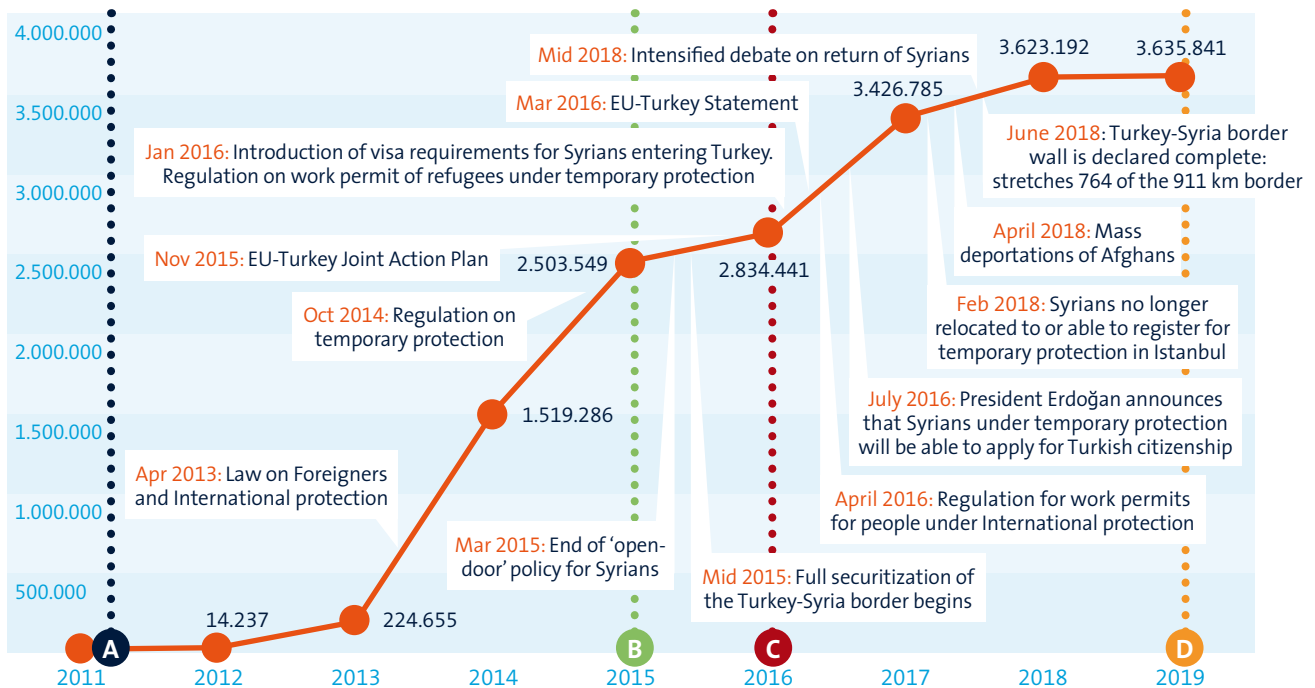 4.000.000
3.500.000
3.000.000
2.500.000
2.000.000
1.500.000
1.000.000
500.000
Mid 2018: Intensified debate on return of Syrians
Mar 2016: EU-Turkey Statement
Jan 2016: Introduction of visa requirements for Syrians entering Turkey.
Regulation on work permit of refugees under temporary protection
Nov 2015: EU-Turkey Joint Action Plan
Oct 2014: Regulation on
temporary protection
Apr 2013: Law on Foreigners
and International protection
Mar 2015: End of ‘open-
door’ policy for Syrians
Mid 2015: Full securitization of
the Turkey-Syria border begins
April 2016: Regulation for work permits
for people under International protection
July 2016: President Erdoğan announces
that Syrians under temporary protection
will be able to apply for Turkish citizenship
Feb 2018: Syrians no longer
relocated to or able to register for
temporary protection in Istanbul
April 2018: Mass
deportations of Afghans
June 2018: Turkey-Syria border
wall is declared complete:
stretches 764 of the 911 km border
14.237
224.655
1.519.286
2.503.549
2.834.441
3.426.785
3.623.192
3.635.841
A
B
C
D
2011
2012
2013
2014
2015
2016
2017
2018
2019